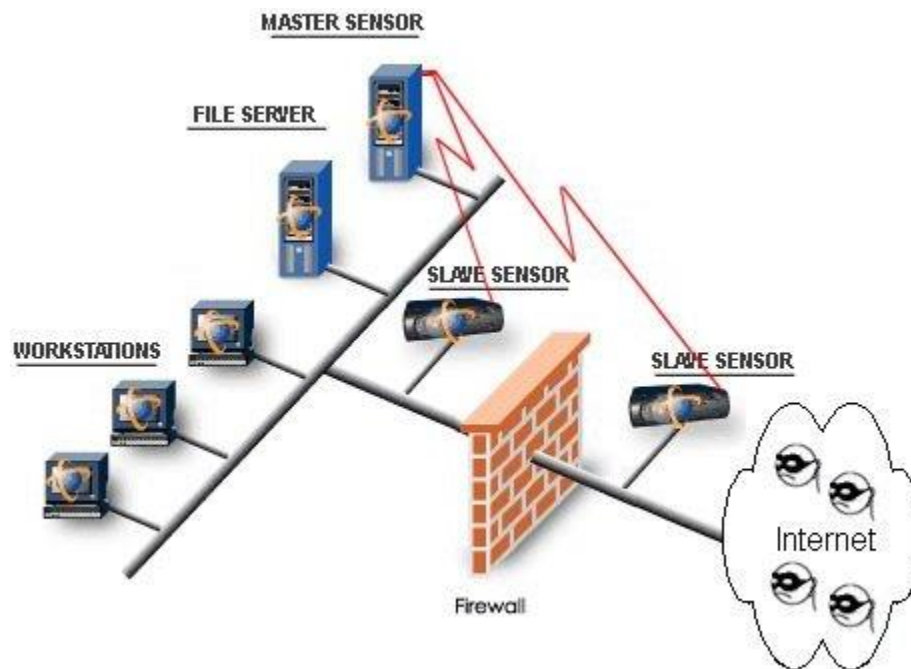 MASTER SENSOR
FILE SERVER
SLAVE SENSOR
WORKSTATIONS
SLAVE SENSOR
Internet
Firewall